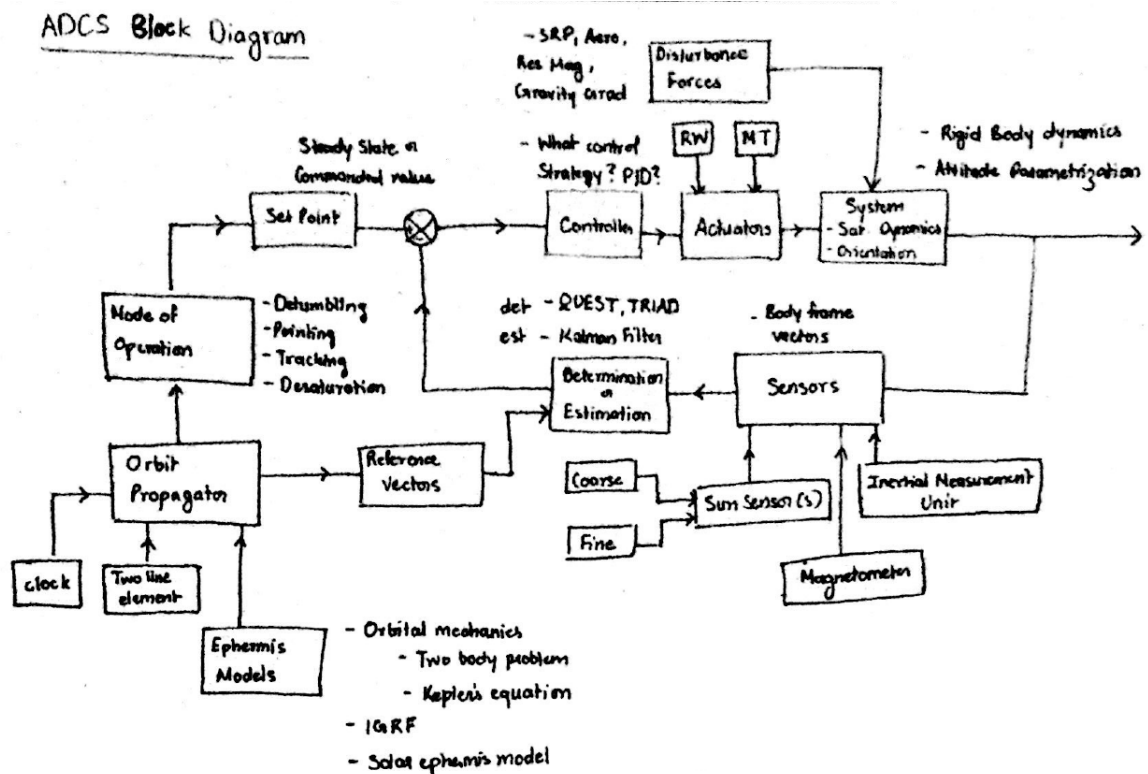 ADCS Block Diagram
- SRP, Aero,
Res Mag,
Gravity Grad
Disturbance
Forces
RW
MT
- Rigid Body dynamics
- Attitude Parametrization
Steady State or
Commanded value
- What control
Strategy? PID?
Set Point
Controller
Actuators
System
- Sat. Dynamics
- Orientation
Mode of
Operation
- Detumbling
- Pointing
- Tracking
- Desaturation
det - QUEST, TRIAD
est - Kalman Filter
- Body frame
vectors
Determination
or
Estimation
Sensors
Orbit
Propagator
Reference
Vectors
Coarse
Fine
Sun Sensor(s)
Inertial Measurement
Unit
Magnetometer
Clock
Two line
element
Ephermis
Models
- Orbital mechanics
- Two body problem
- Kepler's equation
- IGRF
- Solar ephermis model